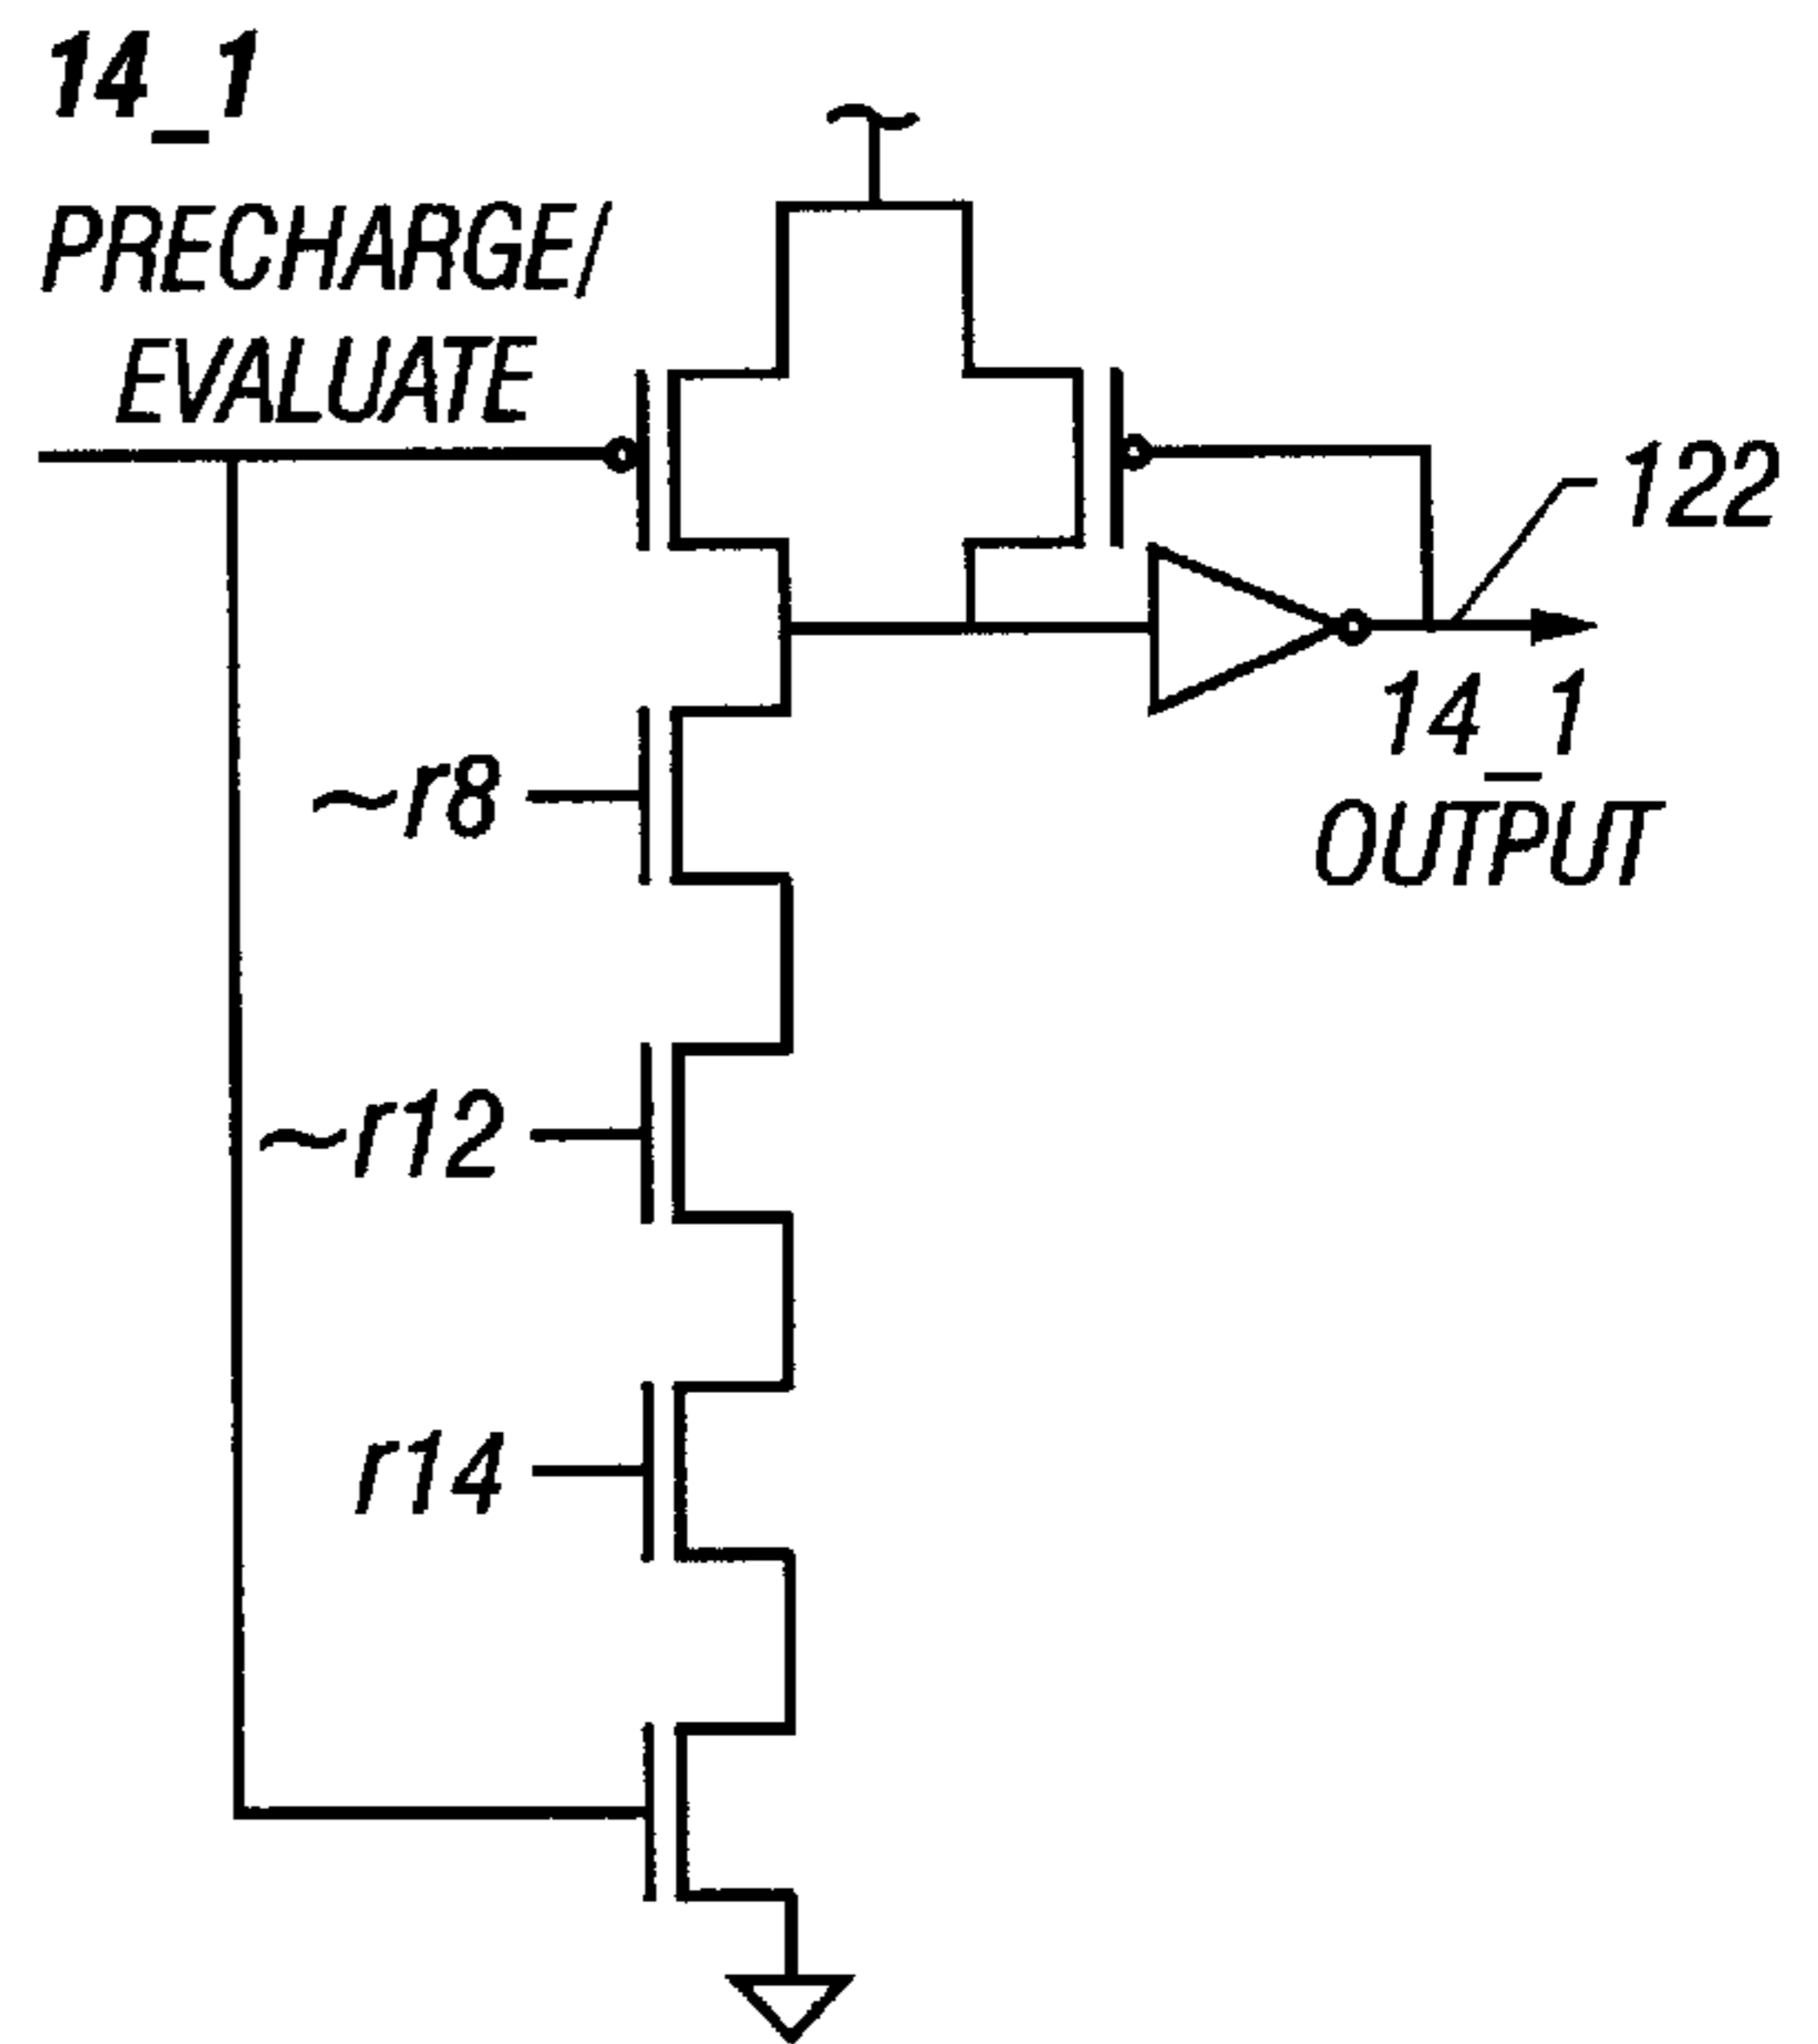 14_1
PRECHARGE/
EVALUATE
122
14_1
OUTPUT
~r8
~r12
r14